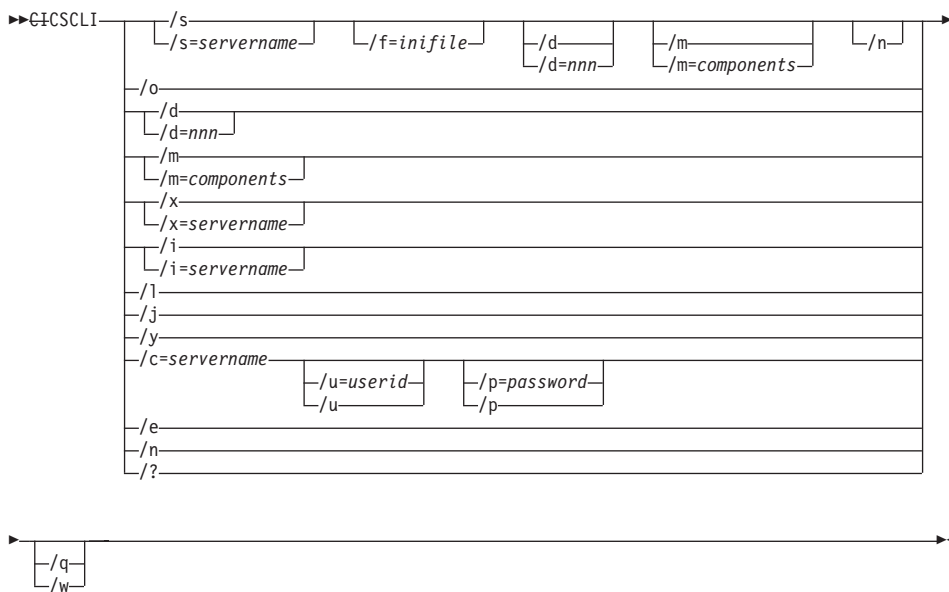 CICSCLI /s
/s=servername /f=inifile /d /m /n
/d=nnn /m=components
/o
/d
/d=nnn
/m
/m=components
/x
/x=servername
/i
/i=servername
/l
/j
/y
/c=servername
/u=userid /p=password
/u /p
/e
/n
/?
/q
/w